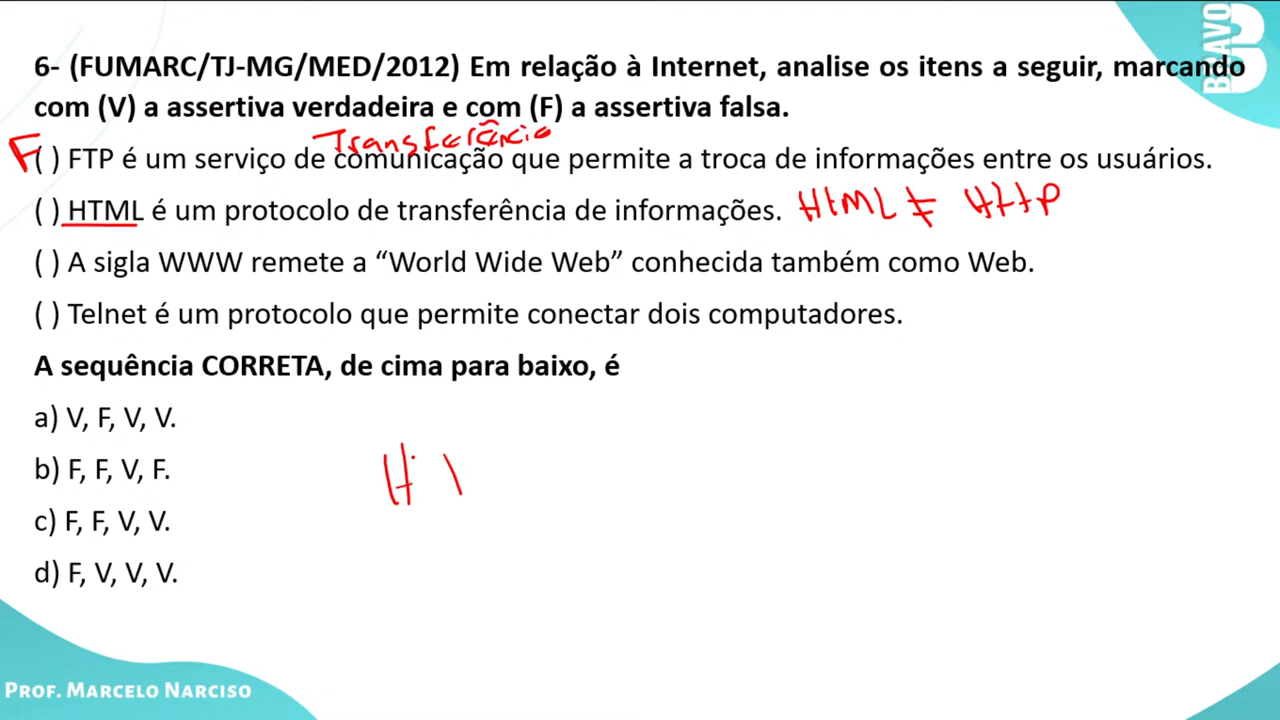 BRAVO
6- (FUMARC/TJ-MG/MED/2012) Em relação à Internet, analise os itens a seguir, marcando
com (V) a assertiva verdadeira e com (F) a assertiva falsa.
Transferência
F ( ) FTP é um serviço de comunicação que permite a troca de informações entre os usuários.
( ) HTML é um protocolo de transferência de informações. HtML ≠ HttP
( ) A sigla WWW remete a “World Wide Web” conhecida também como Web.
( ) Telnet é um protocolo que permite conectar dois computadores.
A sequência CORRETA, de cima para baixo, é
a) V, F, V, V.
b) F, F, V, F.
c) F, F, V, V.
d) F, V, V, V.
PROF. MARCELO NARCISO